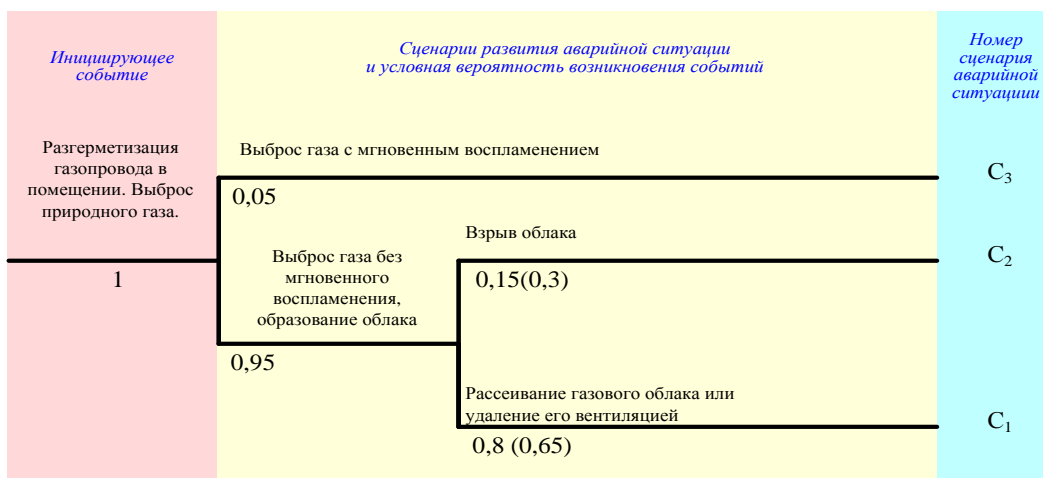 Инициирующее
событие
Сценарии развития аварийной ситуации
и условная вероятность возникновения событий
Номер
сценария
аварийной
ситуациии
Разгерметизация
газопровода в
помещении. Выброс
природного газа.
1
Выброс газа с мгновенным воспламенением
0,05
C3
Выброс газа без
мгновенного
воспламенения,
образование облака
0,95
Взрыв облака
0,15(0,3)
C2
Рассеивание газового облака или
удаление его вентиляцией
0,8 (0,65)
C1